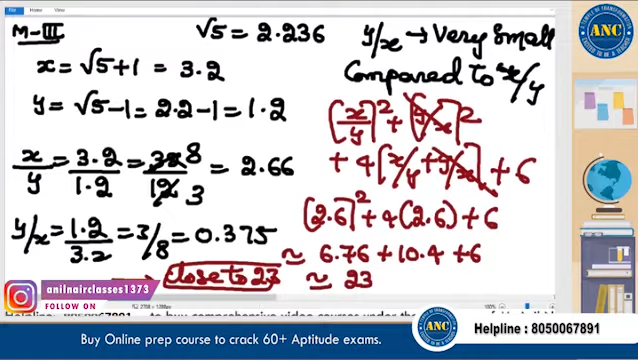 M-III
√5 = 2.236
y/x → Very Small
Compared to x/y
x = √5+1 = 3.2
y = √5-1 = 2.2-1 = 1.2
x/y = 3.2/1.2 = 32/12 8/3 = 2.66
y/x = 1.2/3.2 = 3/8 = 0.375
[x/y]² + [y/x]²
+ 4[x/y + y/x] + 6
(2.6)² + 4(2.6) + 6
≈ 6.76 + 10.4 + 6
≈ 23
→ close to 23
ANC
anilnairclasses1373
FOLLOW ON
Buy Online prep course to crack 60+ Aptitude exams.
ANC
Helpline : 8050067891